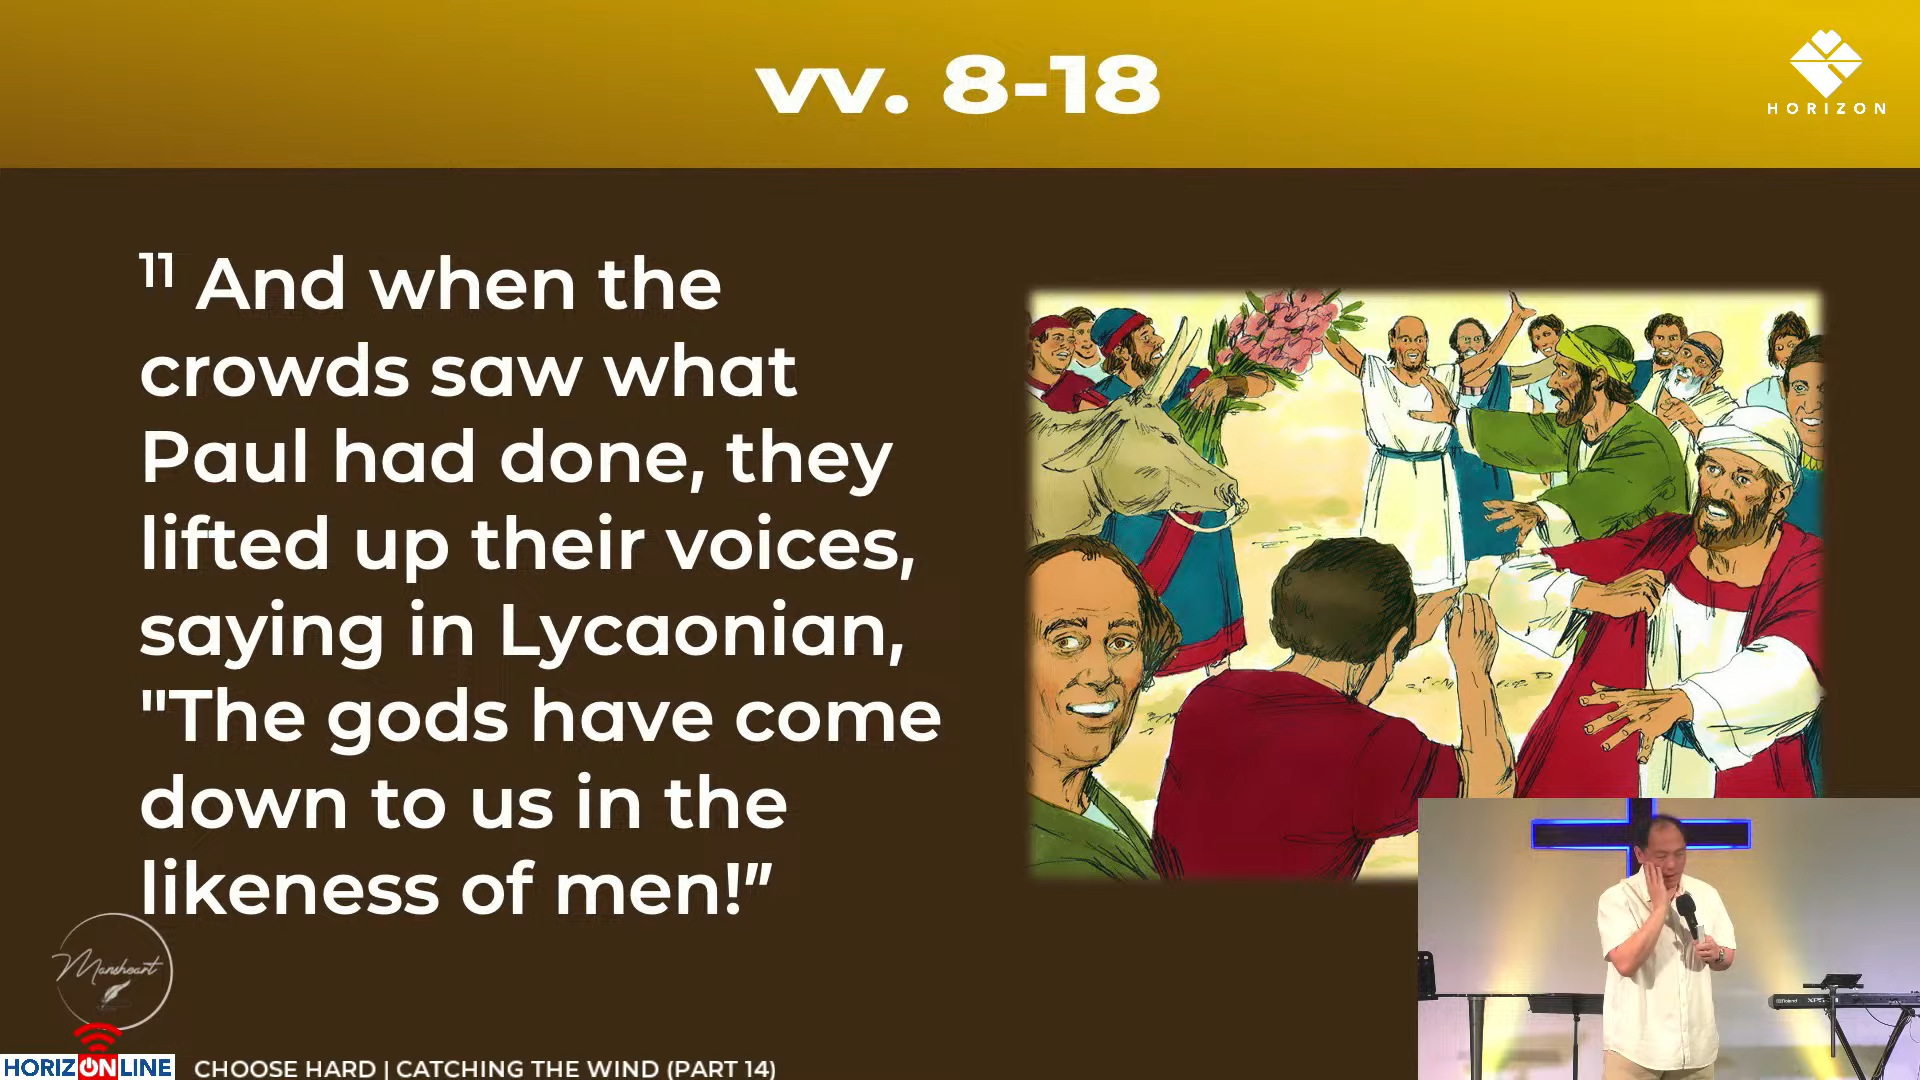 vv. 8-18
HORIZON
11 And when the
crowds saw what
Paul had done, they
lifted up their voices,
saying in Lycaonian,
"The gods have come
down to us in the
likeness of men!”
Mansheart
HORIZONLINE
CHOOSE HARD | CATCHING THE WIND (PART 14)
Roland